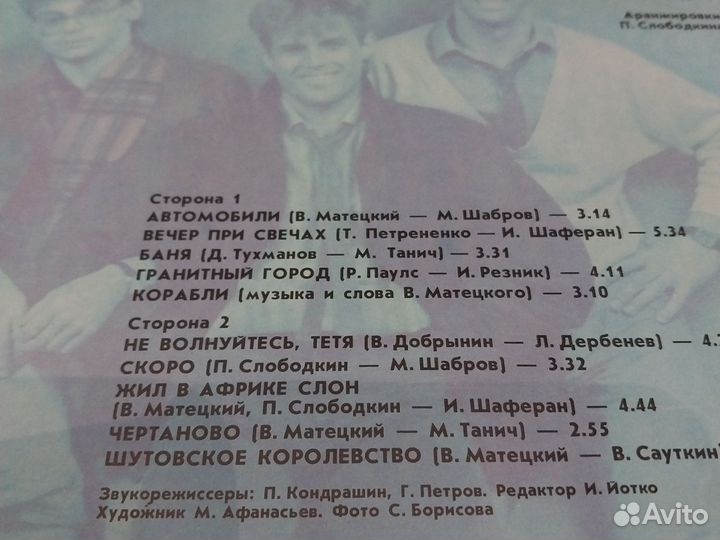 Аранжировки
П. Слободкина
Сторона 1
АВТОМОБИЛИ (В. Матецкий — М. Шабров) — 3.14
ВЕЧЕР ПРИ СВЕЧАХ (Т. Петрененко — И. Шаферан) — 5.34
БАНЯ (Д. Тухманов — М. Танич) — 3.31
ГРАНИТНЫЙ ГОРОД (Р. Паулс — И. Резник) — 4.11
КОРАБЛИ (музыка и слова В. Матецкого) — 3.10
Сторона 2
НЕ ВОЛНУЙТЕСЬ, ТЕТЯ (В. Добрынин — Л. Дербенев) — 4.
СКОРО (П. Слободкин — М. Шабров) — 3.32
ЖИЛ В АФРИКЕ СЛОН
(В. Матецкий, П. Слободкин — И. Шаферан) — 4.44
ЧЕРТАНОВО (В. Матецкий — М. Танич) — 2.55
ШУТОВСКОЕ КОРОЛЕВСТВО (В. Матецкий — В. Сауткин)
Звукорежиссеры: П. Кондрашин, Г. Петров. Редактор И. Йотко
Художник М. Афанасьев. Фото С. Борисова
Avito